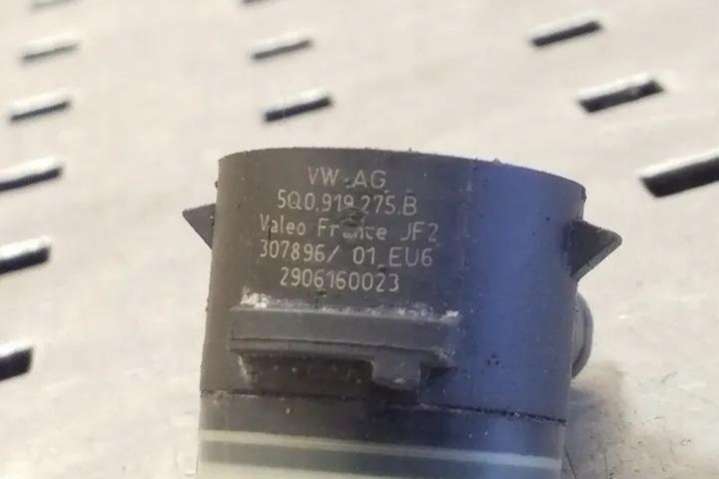 VW AG
5Q0.919.275.B
Valeo France JF2
307896/ 01 EU6
2906160023